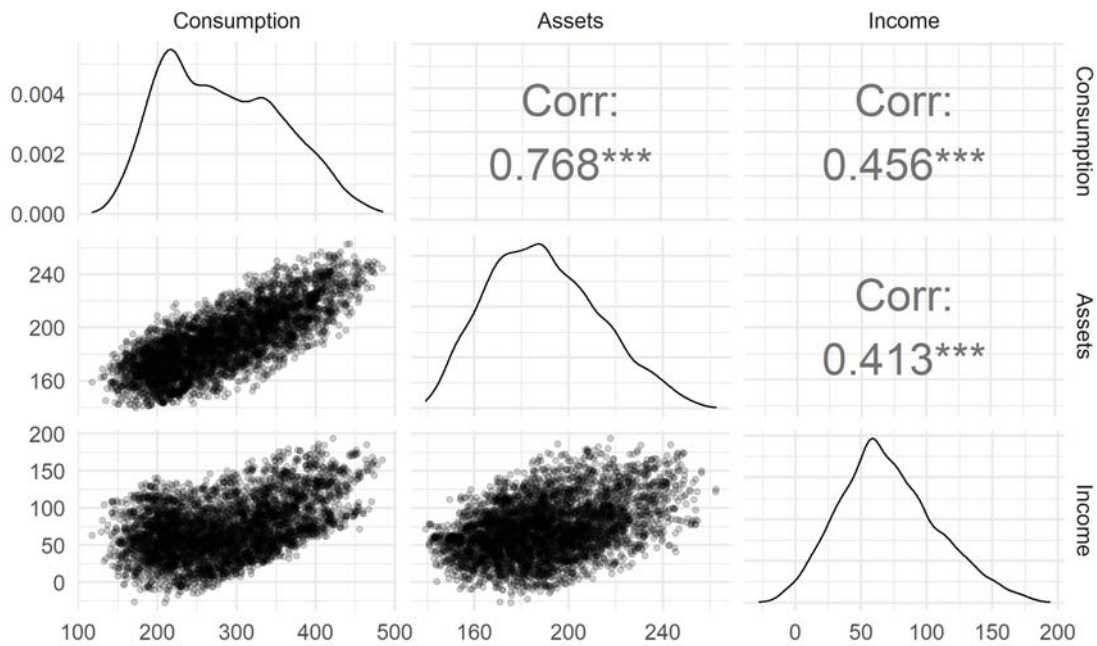 Consumption Assets Income
0.004
0.002
0.000
Corr:
0.768***
Corr:
0.456***
Consumption
240
200
160
Corr:
0.413***
Assets
200
150
100
50
0
Income
100 200 300 400 500 160 200 240 0 50 100 150 200